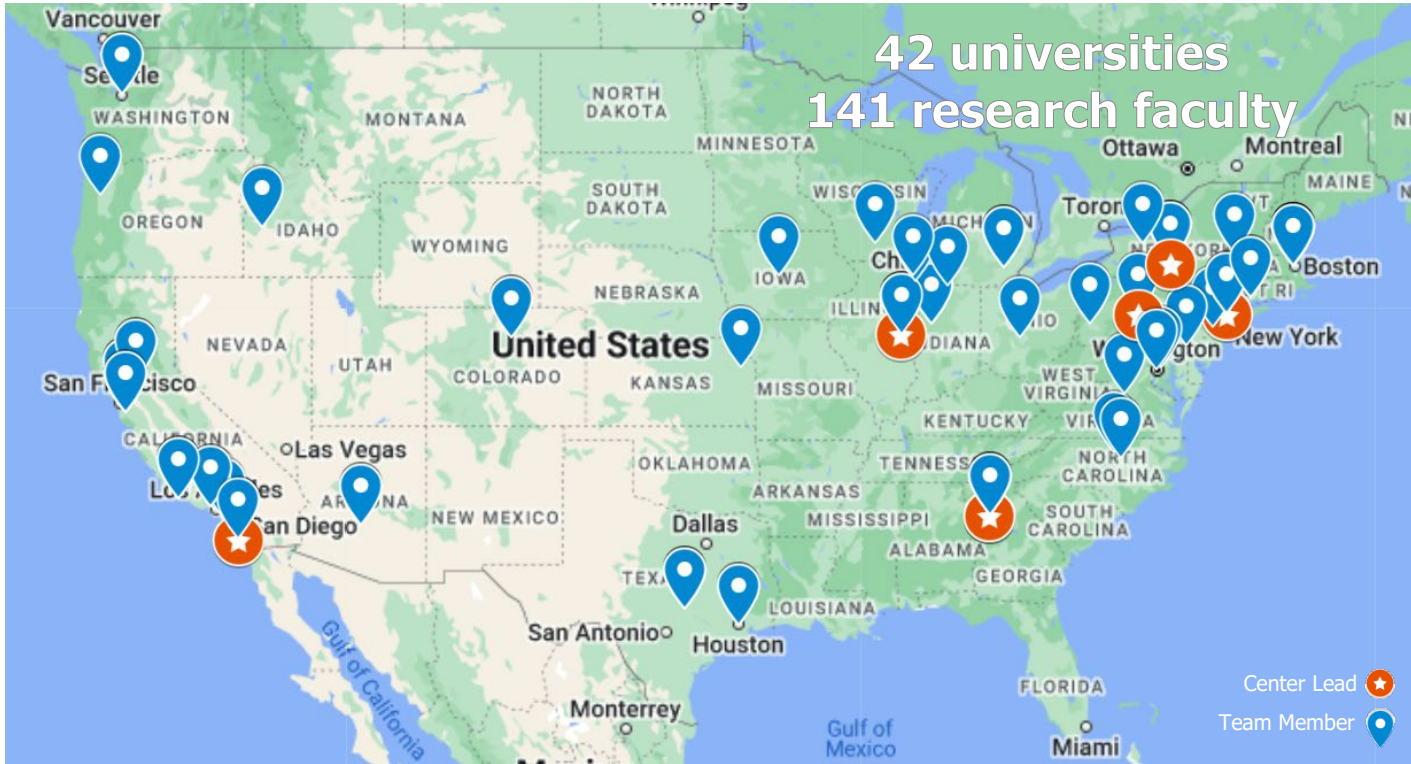 Vancouver
42 universities
141 research faculty
WASHINGTON
MONTANA
NORTH
DAKOTA
MINNESOTA
Ottawa
Montreal
MAINE
SOUTH
DAKOTA
OREGON
IDAHO
WYOMING
IOWA
Boston
NEBRASKA
NEVADA
United States
New York
UTAH
COLORADO
KANSAS
MISSOURI
WEST
VIRGINIA
KENTUCKY
Las Vegas
OKLAHOMA
NORTH
CAROLINA
ARKANSAS
NEW MEXICO
Dallas
MISSISSIPPI
SOUTH
CAROLINA
San Diego
ALABAMA
GEORGIA
LOUISIANA
San Antonio
Houston
Gulf of California
FLORIDA
Monterrey
Gulf of
Mexico
Miami
Center Lead
Team Member